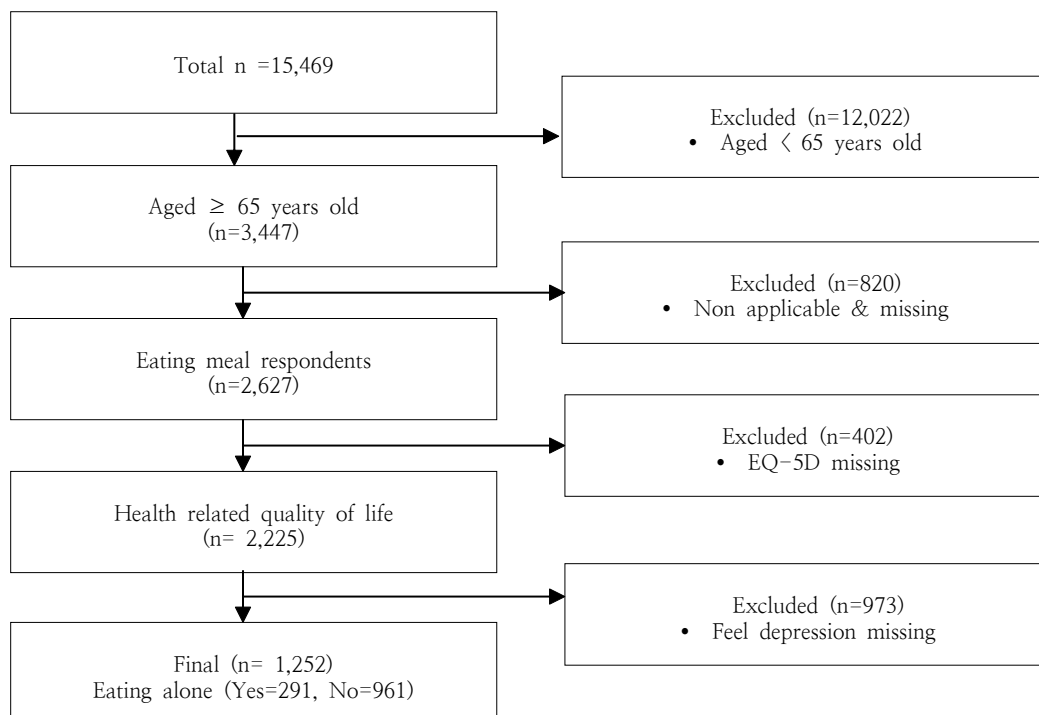 Total n =15,469
Excluded (n=12,022)
• Aged < 65 years old
Aged ≥ 65 years old
(n=3,447)
Excluded (n=820)
• Non applicable & missing
Eating meal respondents
(n=2,627)
Excluded (n=402)
• EQ-5D missing
Health related quality of life
(n= 2,225)
Excluded (n=973)
• Feel depression missing
Final (n= 1,252)
Eating alone (Yes=291, No=961)